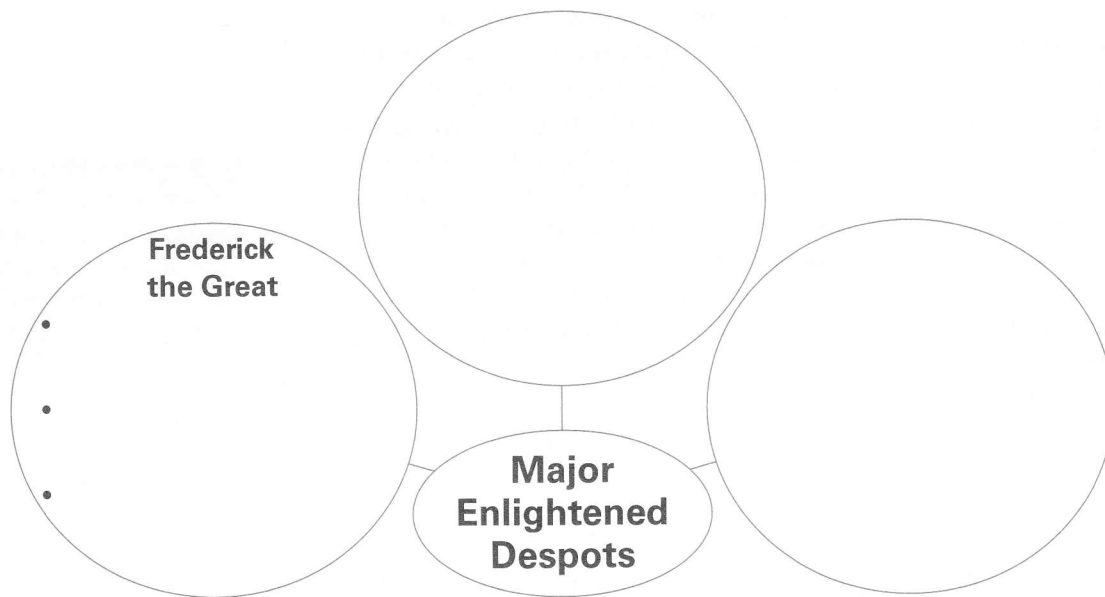 Frederick
the Great
•
•
•
Major
Enlightened
Despots